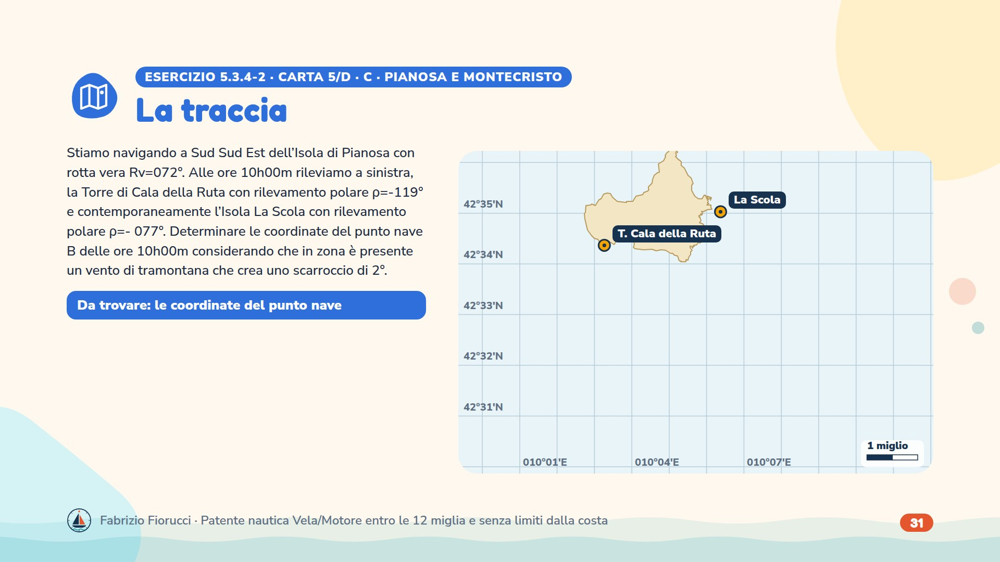 ESERCIZIO 5.3.4-2 · CARTA 5/D · C · PIANOSA E MONTECRISTO
La traccia
Stiamo navigando a Sud Sud Est dell’Isola di Pianosa con
rotta vera Rv=072°. Alle ore 10h00m rileviamo a sinistra,
la Torre di Cala della Ruta con rilevamento polare ρ=-119°
e contemporaneamente l’Isola La Scola con rilevamento
polare ρ=- 077°. Determinare le coordinate del punto nave
B delle ore 10h00m considerando che in zona è presente
un vento di tramontana che crea uno scarroccio di 2°.
Da trovare: le coordinate del punto nave
La Scola
42°35'N
T. Cala della Ruta
42°34'N
42°33'N
42°32'N
42°31'N
1 miglio
010°01'E
010°04'E
010°07'E
Fabrizio Fiorucci · Patente nautica Vela/Motore entro le 12 miglia e senza limiti dalla costa
31